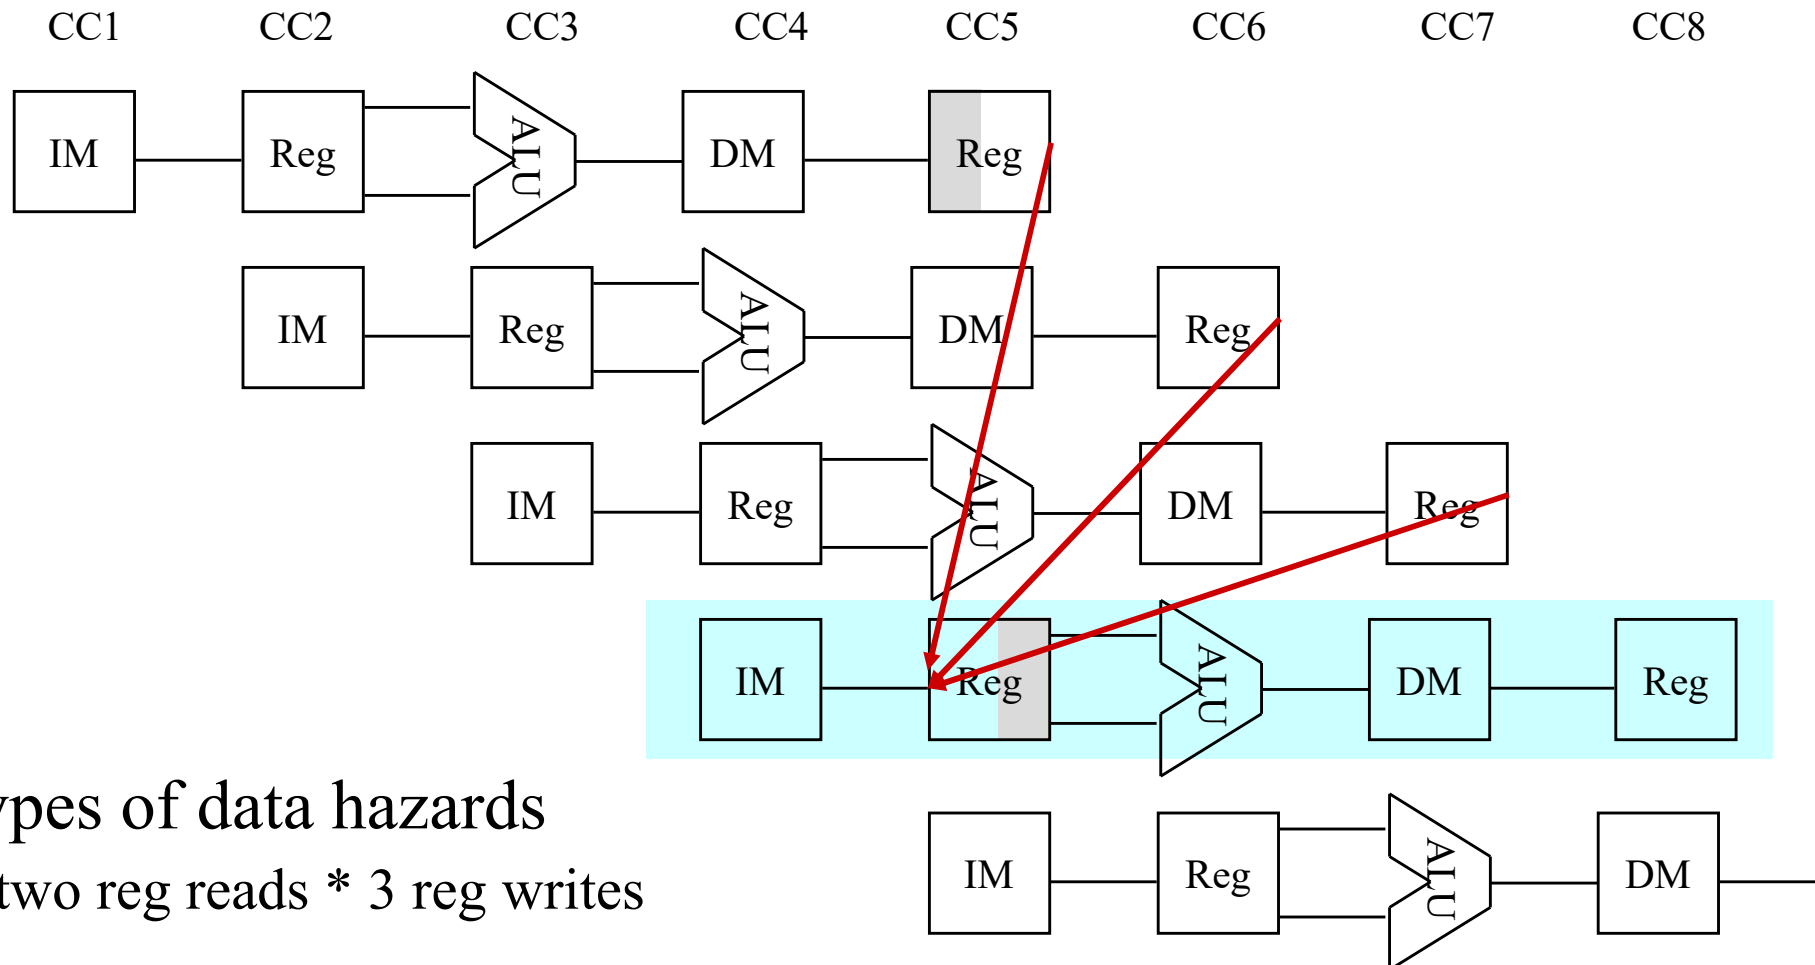 CC1 CC2 CC3 CC4 CC5 CC6 CC7 CC8
IM Reg ALU DM Reg
IM Reg ALU DM Reg
IM Reg ALU DM Reg
IM Reg ALU DM Reg
of data hazards
IM Reg ALU DM
two reg reads * 3 reg writes